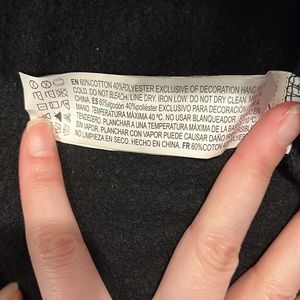 EN 60%COTTON 40%POLYESTER EXCLUSIVE OF DECORATION HAND
COLD. DO NOT BLEACH. LINE DRY. IRON LOW. DO NOT DRY CLEAN.
CHINA. ES 60%algodón 40%poliéster EXCLUSIVO PARA DECORACIÓN
MANO. TEMPERATURA MÁXIMA 40 °C. NO USAR BLANQUEADOR.
TENDEDERO. PLANCHAR A UNA TEMPERATURA MÁXIMA DE LA
SIN VAPOR. PLANCHAR CON VAPOR PUEDE CAUSAR DAÑO
NO LIMPIEZA EN SECO, HECHO EN CHINA. FR 60%COTON